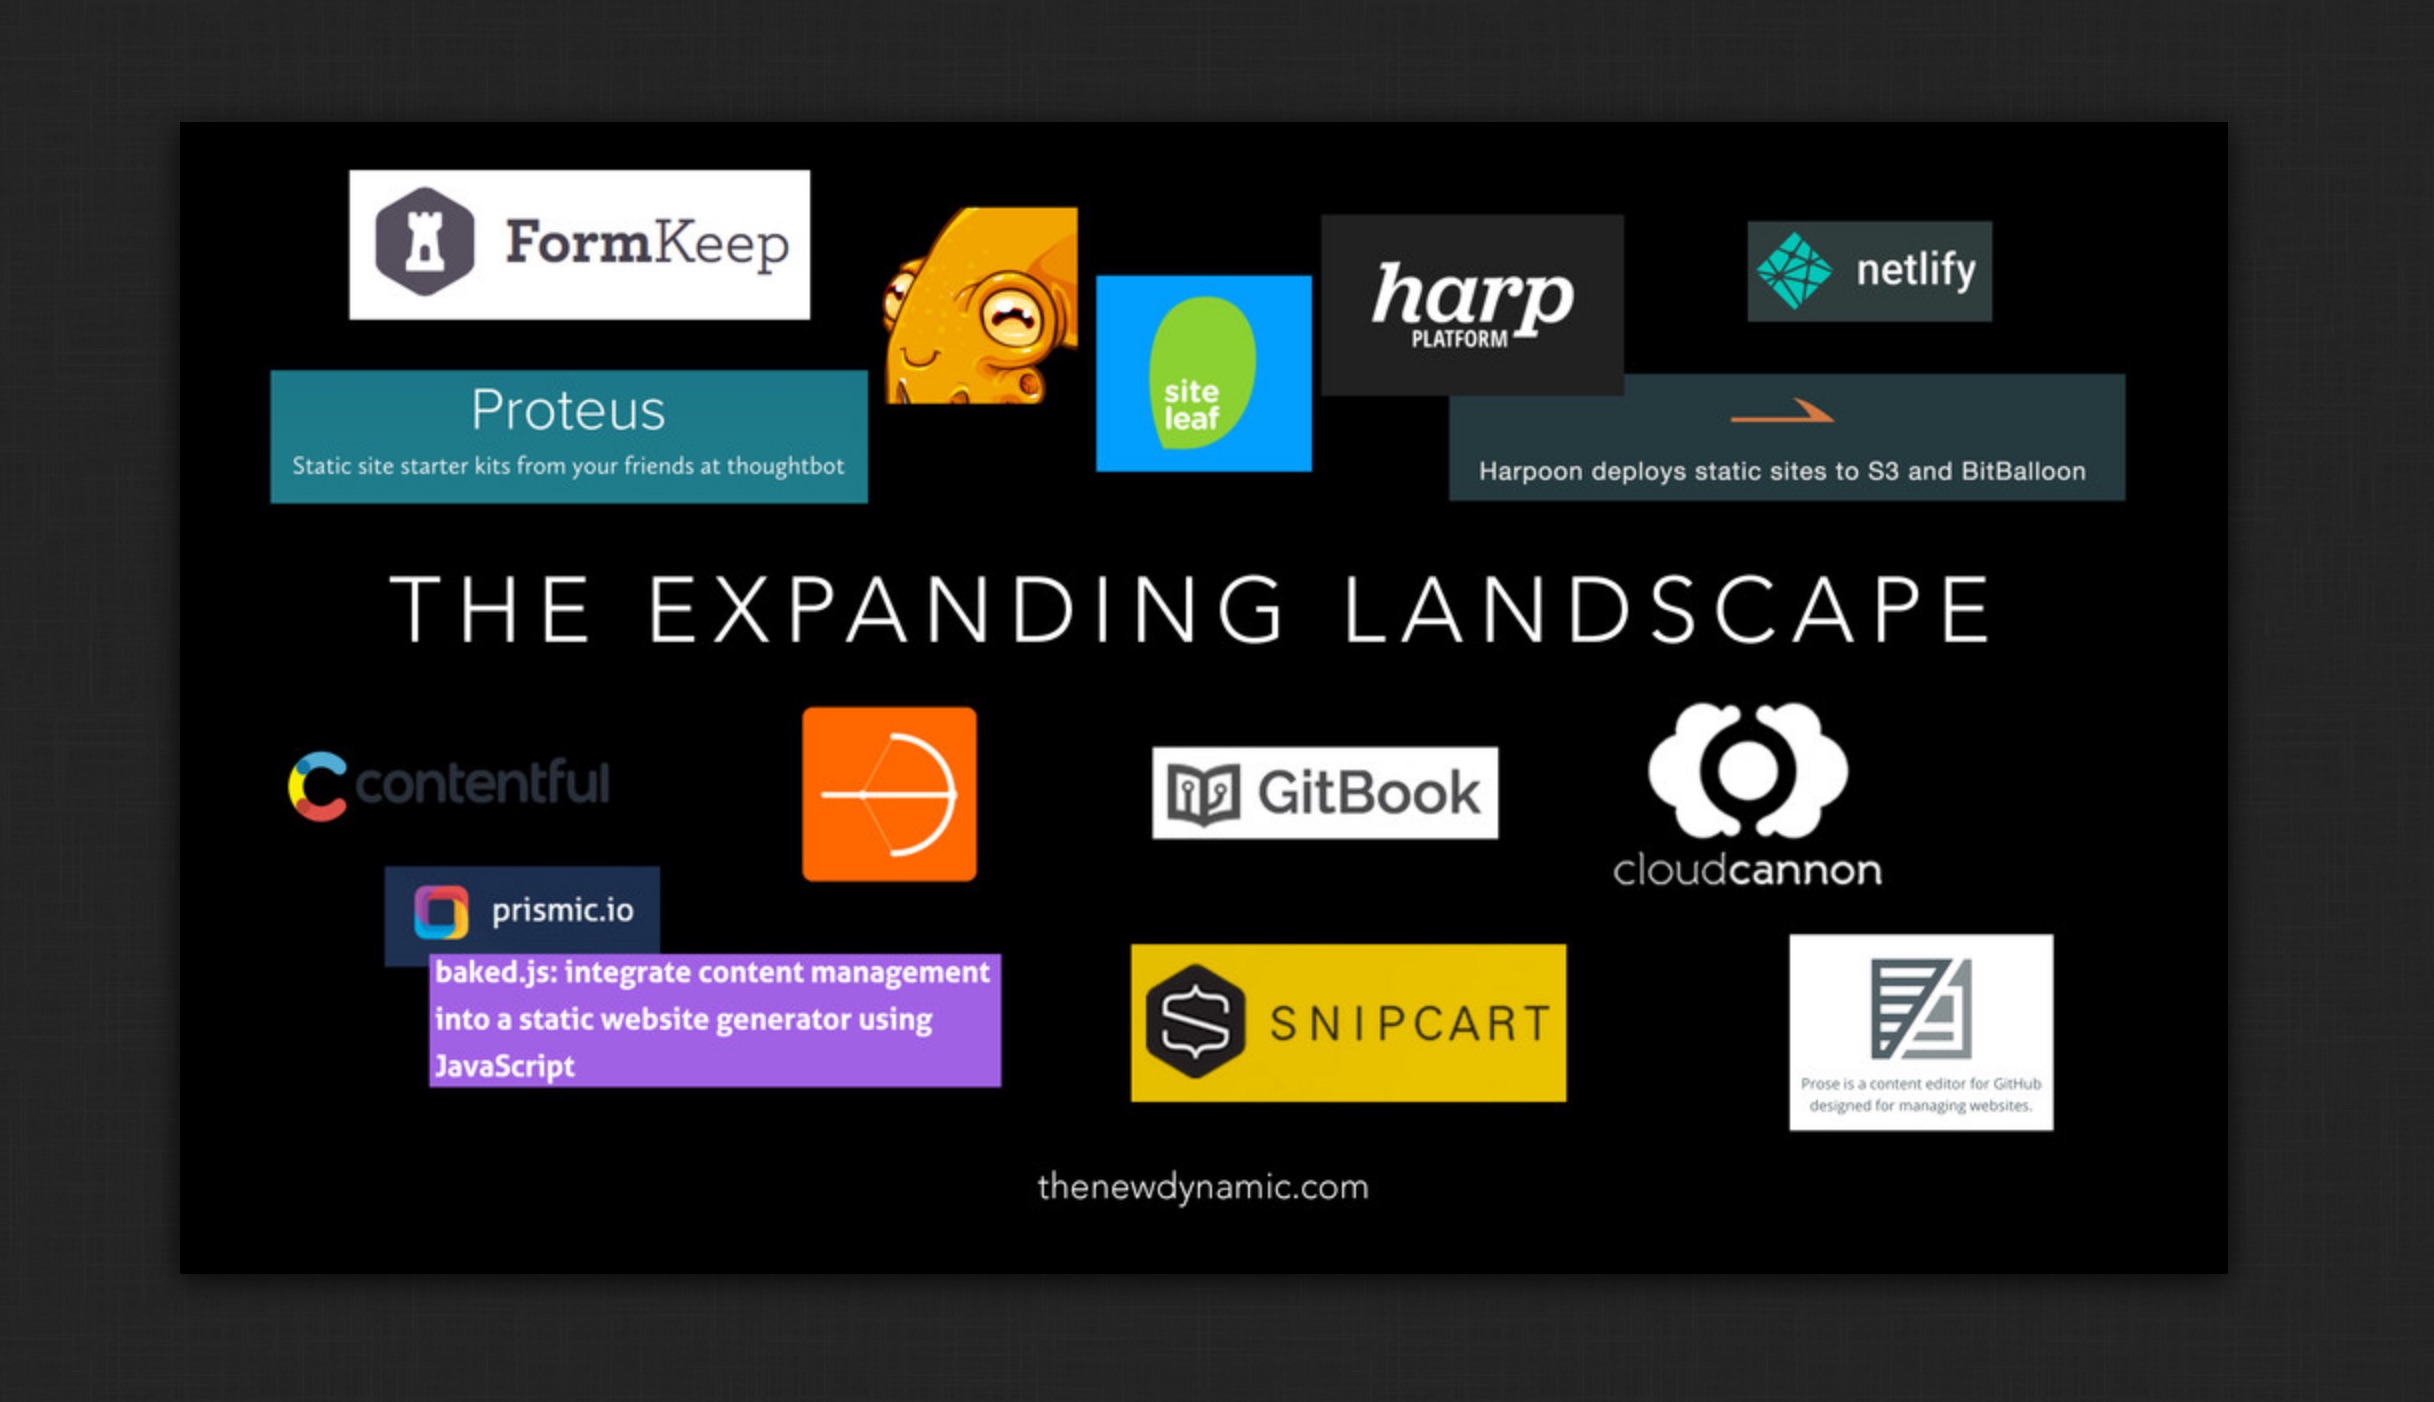 FormKeep
Proteus
Static site starter kits from your friends at thoughtbot
site
leaf
harp
PLATFORM
netlify
Harpoon deploys static sites to S3 and BitBalloon
THE EXPANDING LANDSCAPE
contentful
prismic.io
baked.js: integrate content management
into a static website generator using
JavaScript
GitBook
SNIPCART
cloudcannon
Prose is a content editor for GitHub
designed for managing websites.
thenewdynamic.com